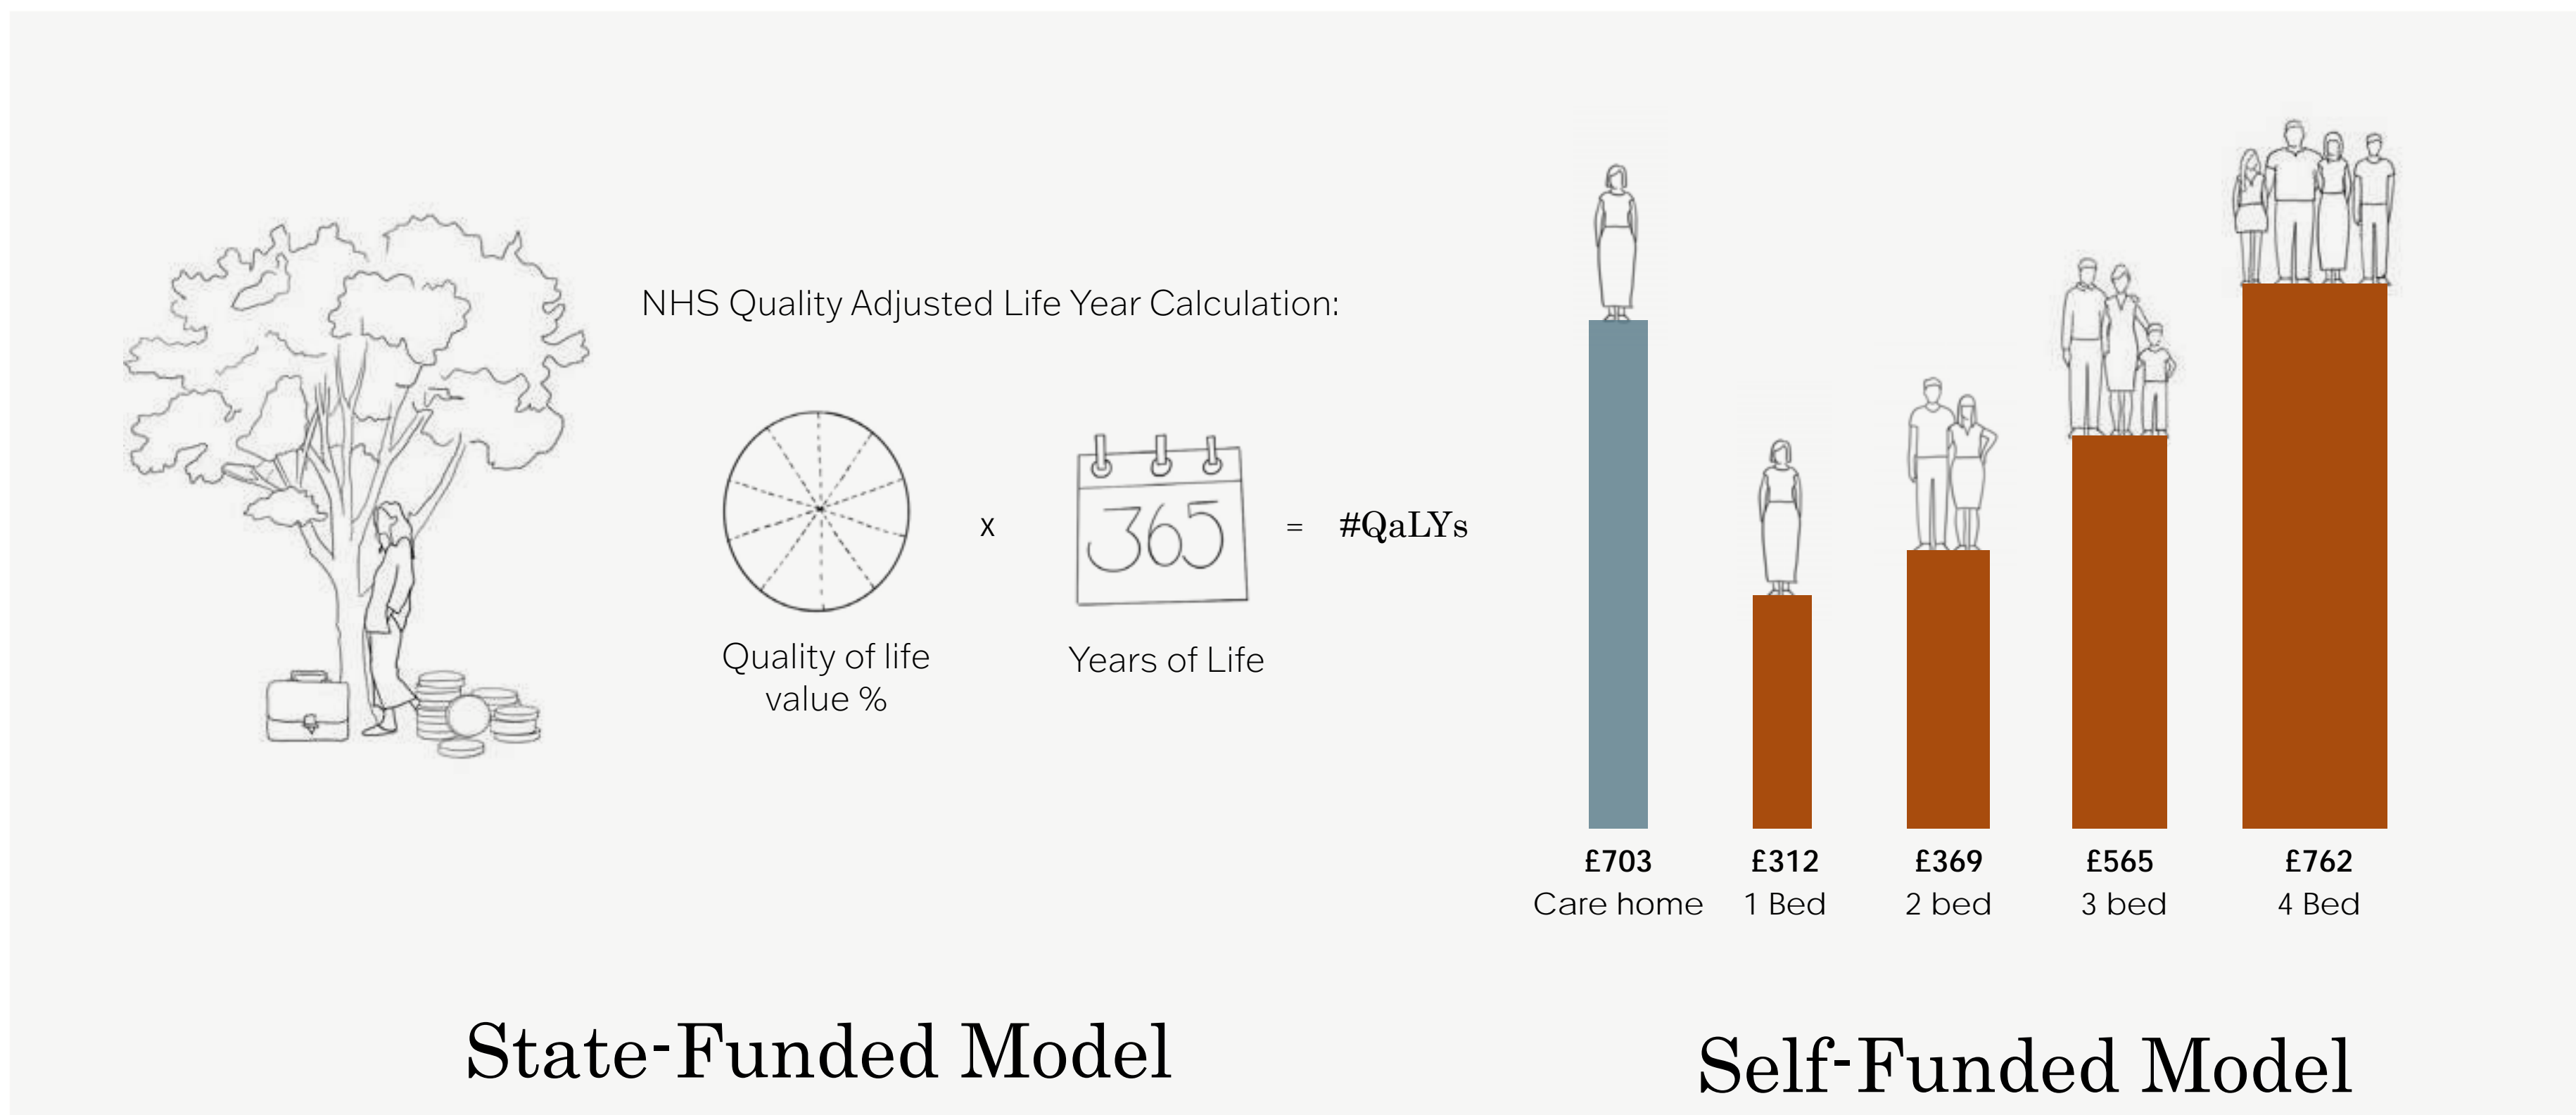 NHS Quality Adjusted Life Year Calculation:
x
365
=
#QaLYs
Quality of life
value %
Years of Life
£703
Care home
£312
1 Bed
£369
2 bed
£565
3 bed
£762
4 Bed
State-Funded Model
Self-Funded Model